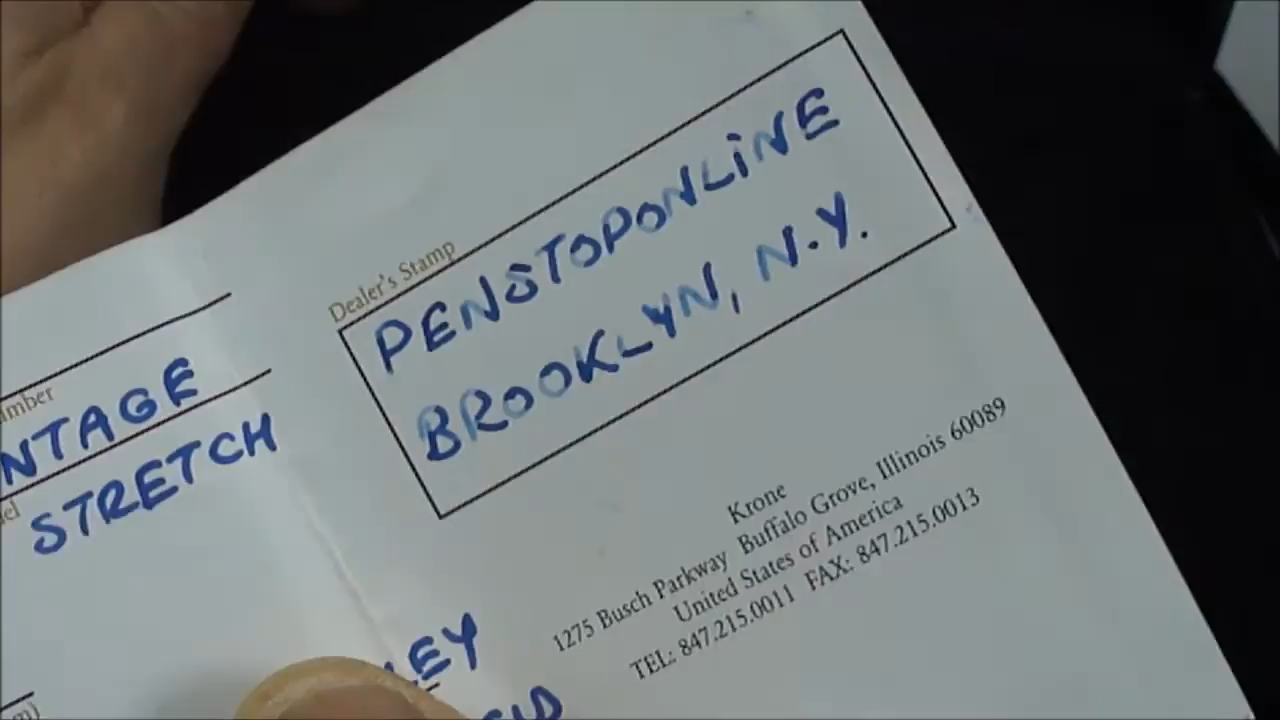 Dealer's Stamp
PENSTOPONLINE
BROOKLYN, N.Y.
STRETCH
Krone
1275 Busch Parkway Buffalo Grove, Illinois 60089
United States of America
TEL: 847.215.0011 FAX: 847.215.0013